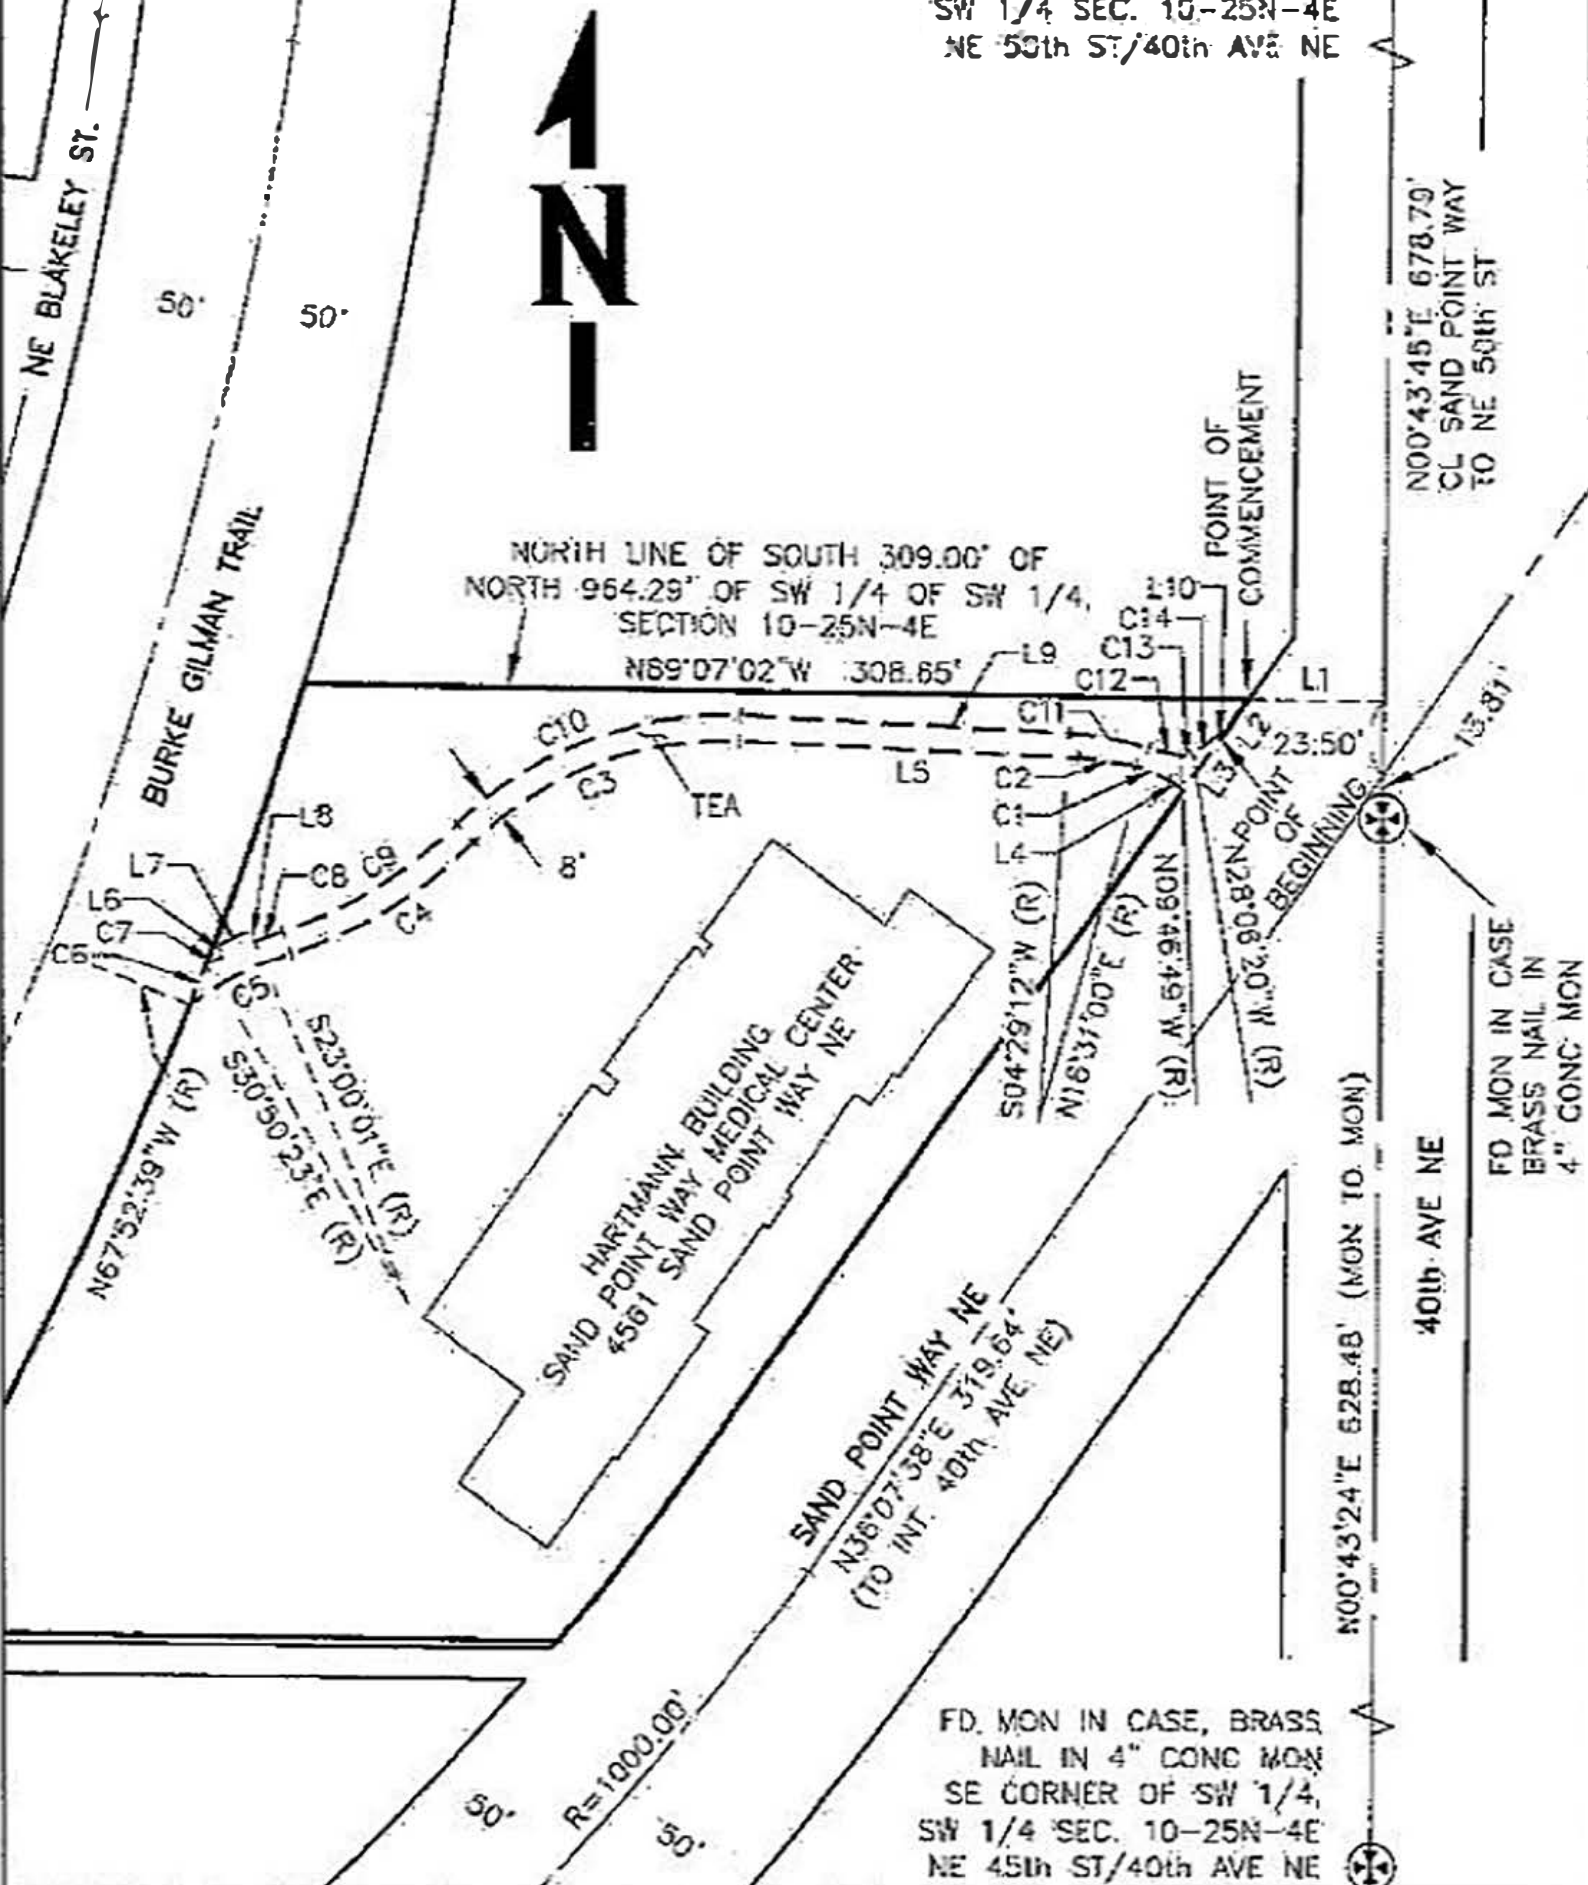 SW 1/4 SEC. 10-25N-4E
NE 50th ST/40th AVE NE
NE BLAKELEY ST.
50'
50'
N
N00°43'45"E 678.79'
CL SAND POINT WAY
TO NE 50th ST
BURKE GILMAN TRAIL
POINT OF
COMMENCEMENT
NORTH LINE OF SOUTH 309.00' OF
NORTH 964.29' OF SW 1/4 OF SW 1/4,
SECTION 10-25N-4E
N89°07'02"W 308.65'
L10
C14
C13
C12
C11
L9
L1
L2
L3
23.50'
15.81'
C10
C3
L5
C2
C1
L4
TEA
8'
POINT
OF
BEGINNING
L8
L7
C8
C9
C4
L6
C7
C6
C5
S04°29'12"W (R)
N16°31'00"E (R)
N09°46'49"W (R)
N28°06'20"W (R)
FD MON IN CASE
BRASS NAIL IN
4" CONC MON
S23°00'01"E (R)
S30°50'23"E (R)
N67°52'39"W (R)
HARTMANN BUILDING
SAND POINT WAY MEDICAL CENTER
4561 SAND POINT WAY NE
N00°43'24"E 628.48' (MON TO MON)
40th AVE NE
SAND POINT WAY NE
N36°07'38"E 319.64'
(TO INT. 40th AVE NE)
R=1000.00'
50'
50'
FD. MON IN CASE, BRASS
NAIL IN 4" CONC MON
SE CORNER OF SW 1/4,
SW 1/4 SEC. 10-25N-4E
NE 45th ST/40th AVE NE